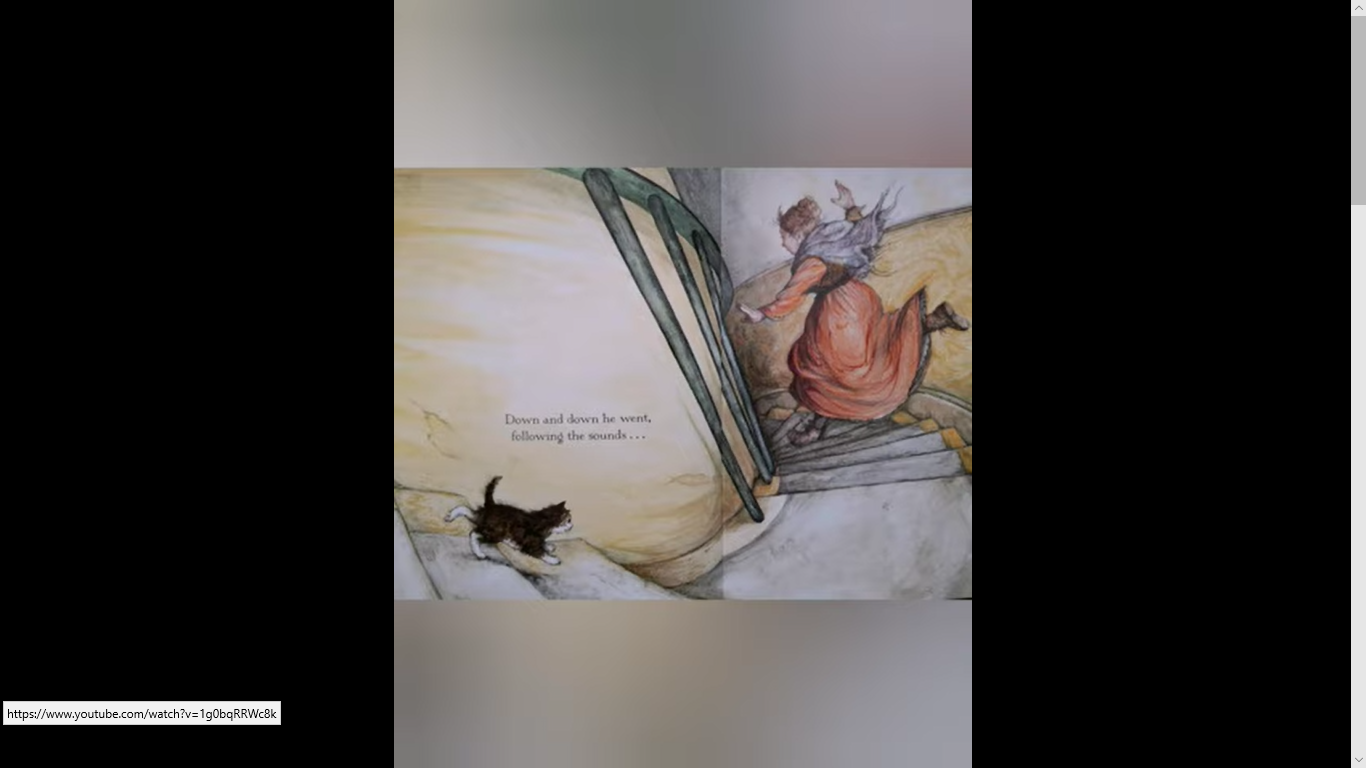 Down and down he went,
following the sounds . . .
https://www.youtube.com/watch?v=1g0bqRRWc8k